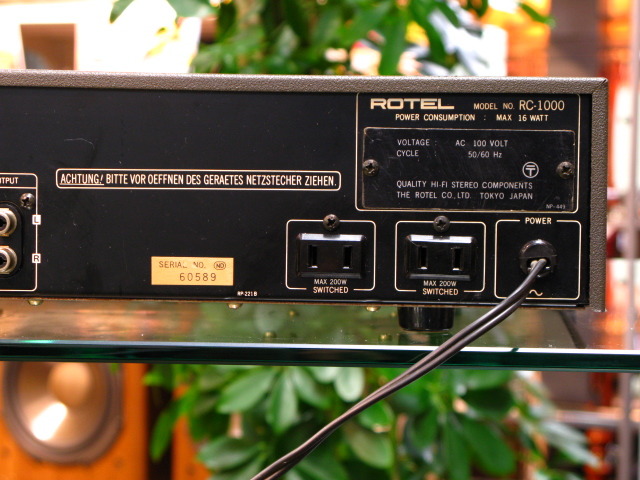 ROTEL MODEL NO. RC-1000
POWER CONSUMPTION : MAX 16 WATT
VOLTAGE : AC 100 VOLT
CYCLE 50/60 Hz
T
QUALITY HI-FI STEREO COMPONENTS
THE ROTEL CO., LTD. TOKYO JAPAN
NP-449
ACHTUNG! BITTE VOR OEFFNEN DES GERAETES NETZSTECHER ZIEHEN.
L
R
SERIAL NO. NO
60589
RP-221B
MAX 200W
SWITCHED
MAX 200W
SWITCHED
POWER
~